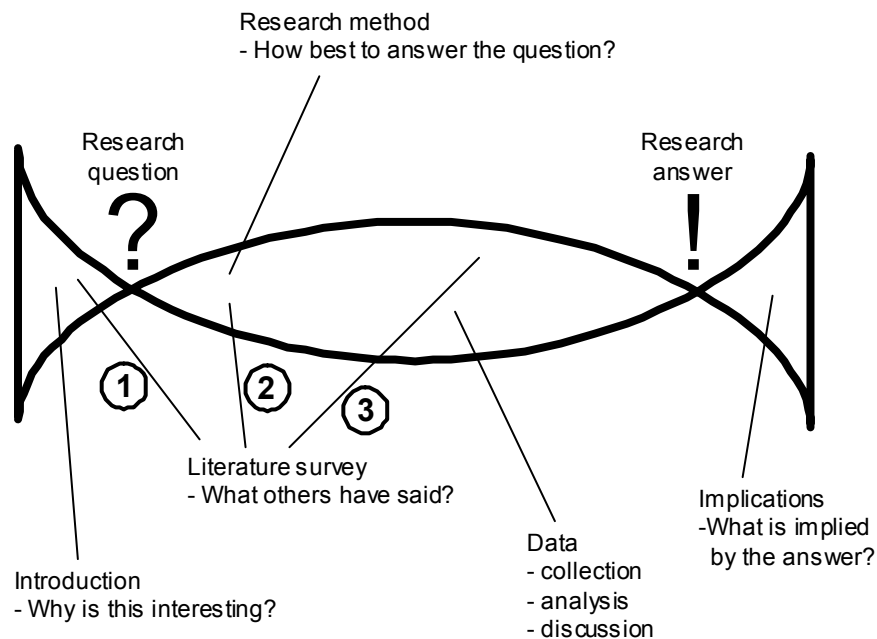 Research method
- How best to answer the question?
Research
question
?
Research
answer
!
1
2
3
Literature survey
- What others have said?
Introduction
- Why is this interesting?
Data
- collection
- analysis
- discussion
Implications
-What is implied
by the answer?